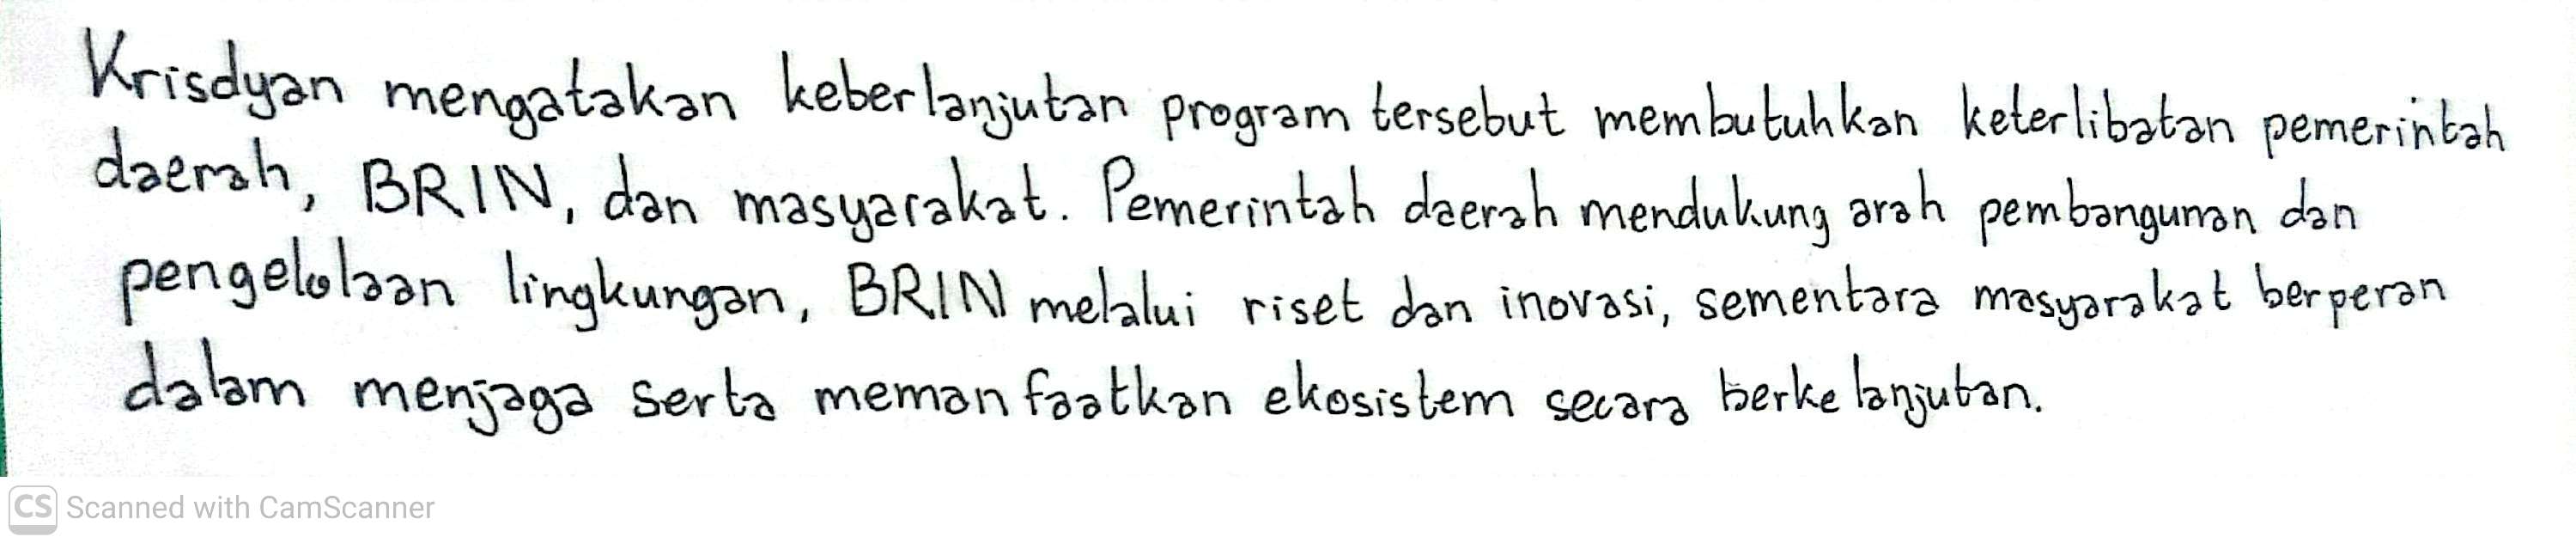 Krisdyan mengatakan keberlanjutan program tersebut membutuhkan keterlibatan pemerintah
daerah, BRIN, dan masyarakat. Pemerintah daerah mendukung arah pembangunan dan
pengelolaan lingkungan, BRIN melalui riset dan inovasi, sementara masyarakat berperan
dalam menjaga serta memanfaatkan ekosistem secara berkelanjutan.
CS Scanned with CamScanner